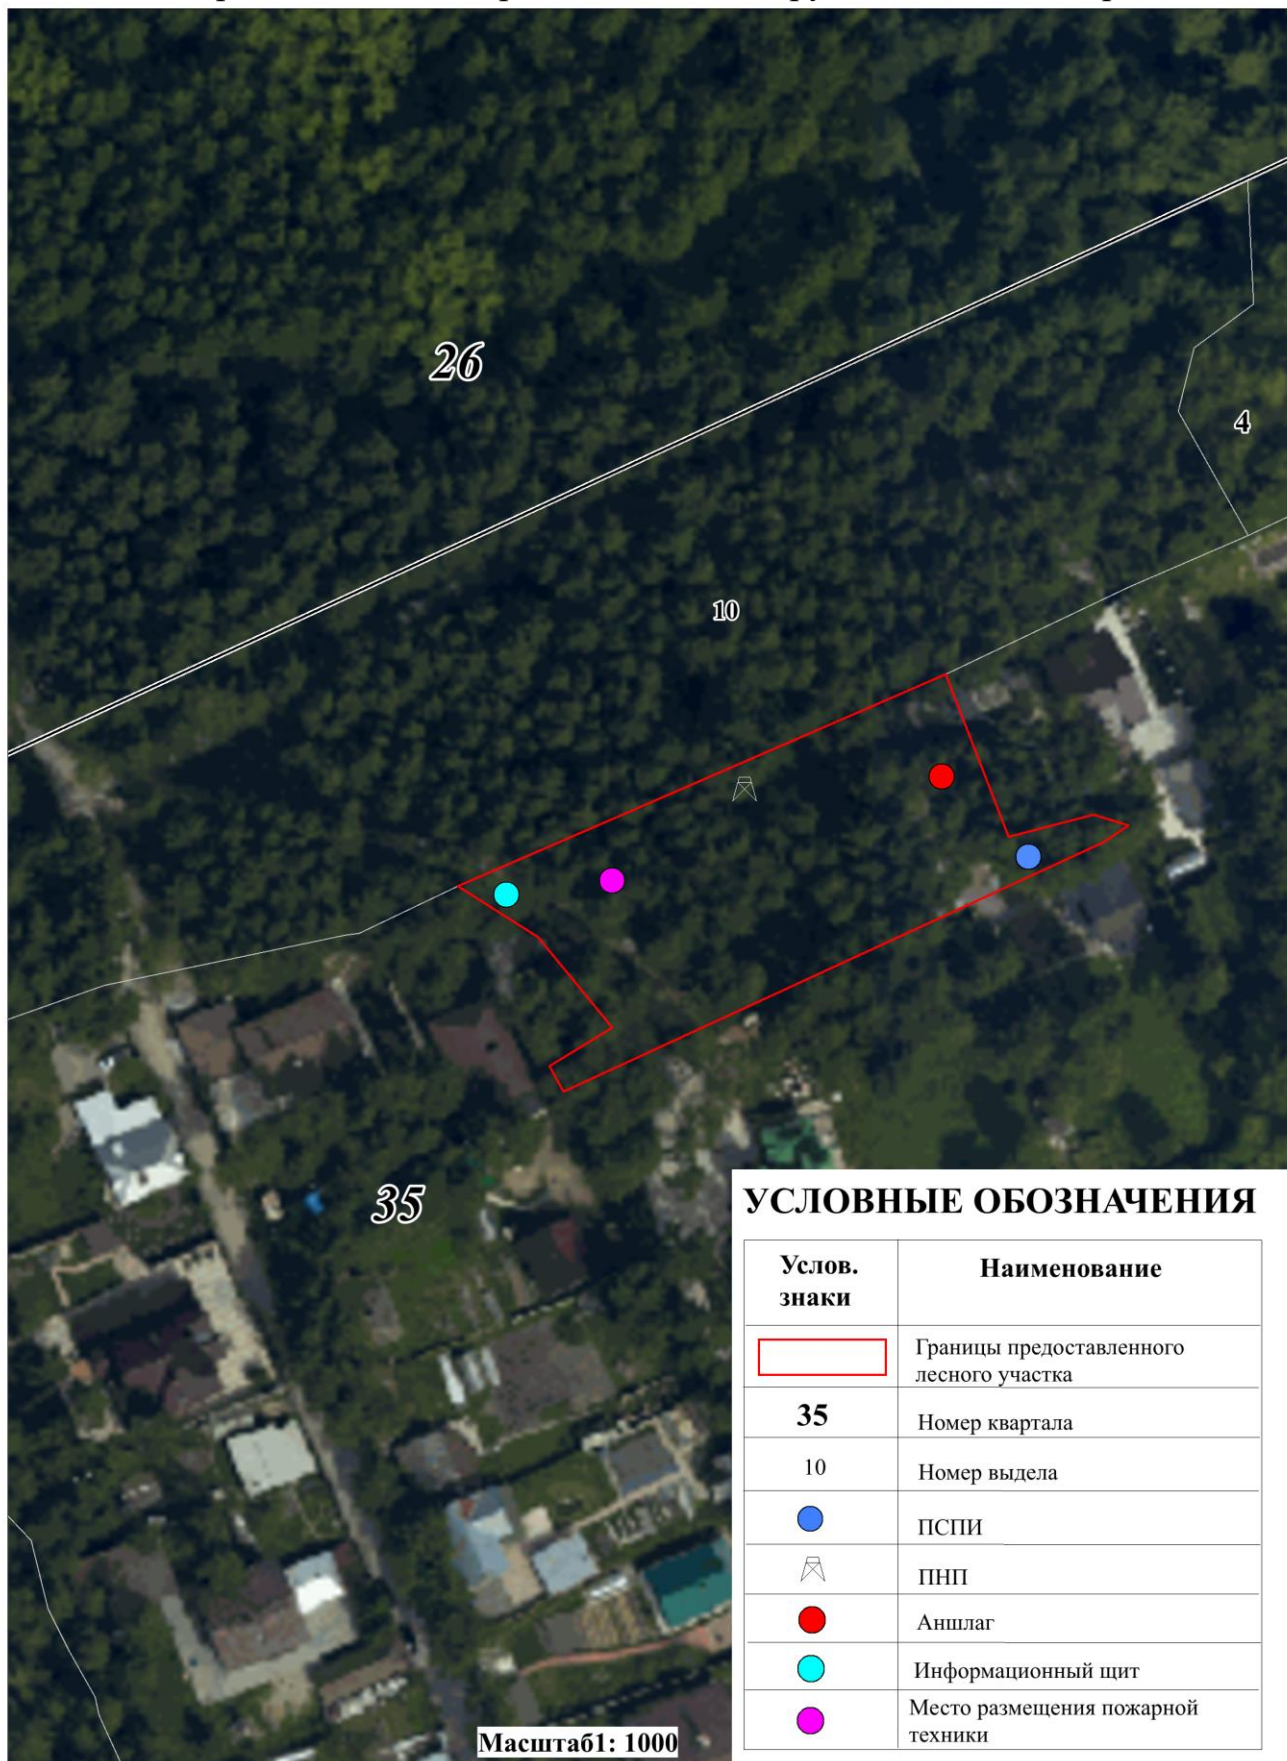 26
4
10
35
УСЛОВНЫЕ ОБОЗНАЧЕНИЯ
Услов.
знаки
Наименование
Границы предоставленного
лесного участка
35
Номер квартала
10
Номер выдела
ПСПИ
ПНП
Аншлаг
Информационный щит
Место размещения пожарной
техники
Масштаб1: 1000